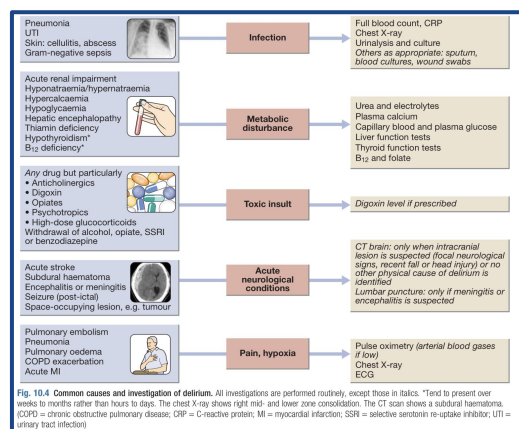 Pneumonia
UTI
Skin: cellulitis, abscess
Gram-negative sepsis
Infection
Full blood count, CRP
Chest X-ray
Urinalysis and culture
Others as appropriate: sputum,
blood cultures, wound swabs
Acute renal impairment
Hyponatraemia/hypernatraemia
Hypercalcaemia
Hypoglycaemia
Hepatic encephalopathy
Thiamin deficiency
Hypothyroidism*
B12 deficiency*
Metabolic
disturbance
Urea and electrolytes
Plasma calcium
Capillary blood and plasma glucose
Liver function tests
Thyroid function tests
B12 and folate
Any drug but particularly
• Anticholinergics
• Digoxin
• Opiates
• Psychotropics
• High-dose glucocorticoids
Withdrawal of alcohol, opiate, SSRI
or benzodiazepine
Toxic insult
Digoxin level if prescribed
Acute stroke
Subdural haematoma
Encephalitis or meningitis
Seizure (post-ictal)
Space-occupying lesion, e.g. tumour
Acute
neurological
conditions
CT brain: only when intracranial
lesion is suspected (focal neurological
signs, recent fall or head injury) or no
other physical cause of delirium is
identified
Lumbar puncture: only if meningitis or
encephalitis is suspected
Pulmonary embolism
Pneumonia
Pulmonary oedema
COPD exacerbation
Acute MI
Pain, hypoxia
Pulse oximetry (arterial blood gases
if low)
Chest X-ray
ECG
Fig. 10.4 Common causes and investigation of delirium. All investigations are performed routinely, except those in italics. *Tend to present over
weeks to months rather than hours to days. The chest X-ray shows right mid- and lower zone consolidation. The CT scan shows a subdural haematoma.
(COPD = chronic obstructive pulmonary disease; CRP = C-reactive protein; MI = myocardial infarction; SSRI = selective serotonin re-uptake inhibitor; UTI =
urinary tract infection)